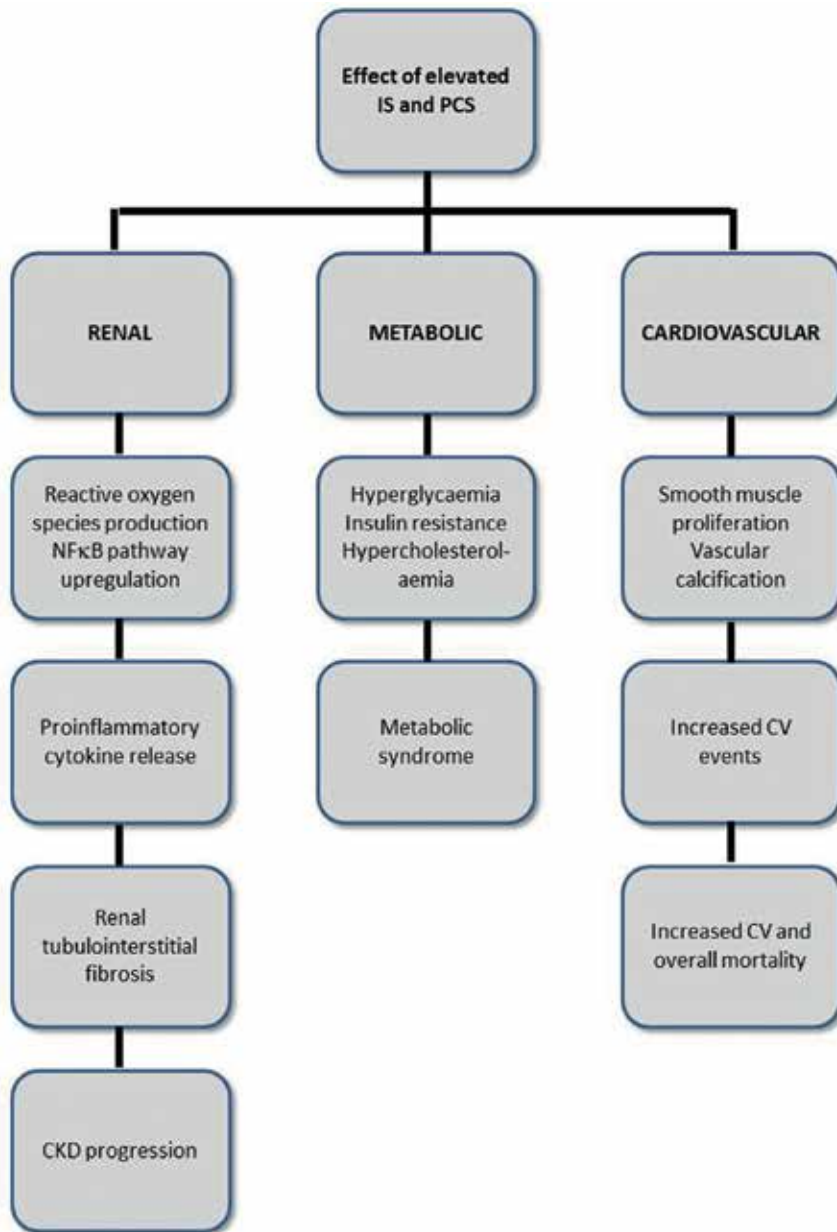 Effect of elevated
IS and PCS
RENAL
METABOLIC
CARDIOVASCULAR
Reactive oxygen
species production
NFκB pathway
upregulation
Hyperglycaemia
Insulin resistance
Hypercholesterol-
aemia
Smooth muscle
proliferation
Vascular
calcification
Proinflammatory
cytokine release
Metabolic
syndrome
Increased CV
events
Renal
tubulointerstitial
fibrosis
Increased CV and
overall mortality
CKD progression